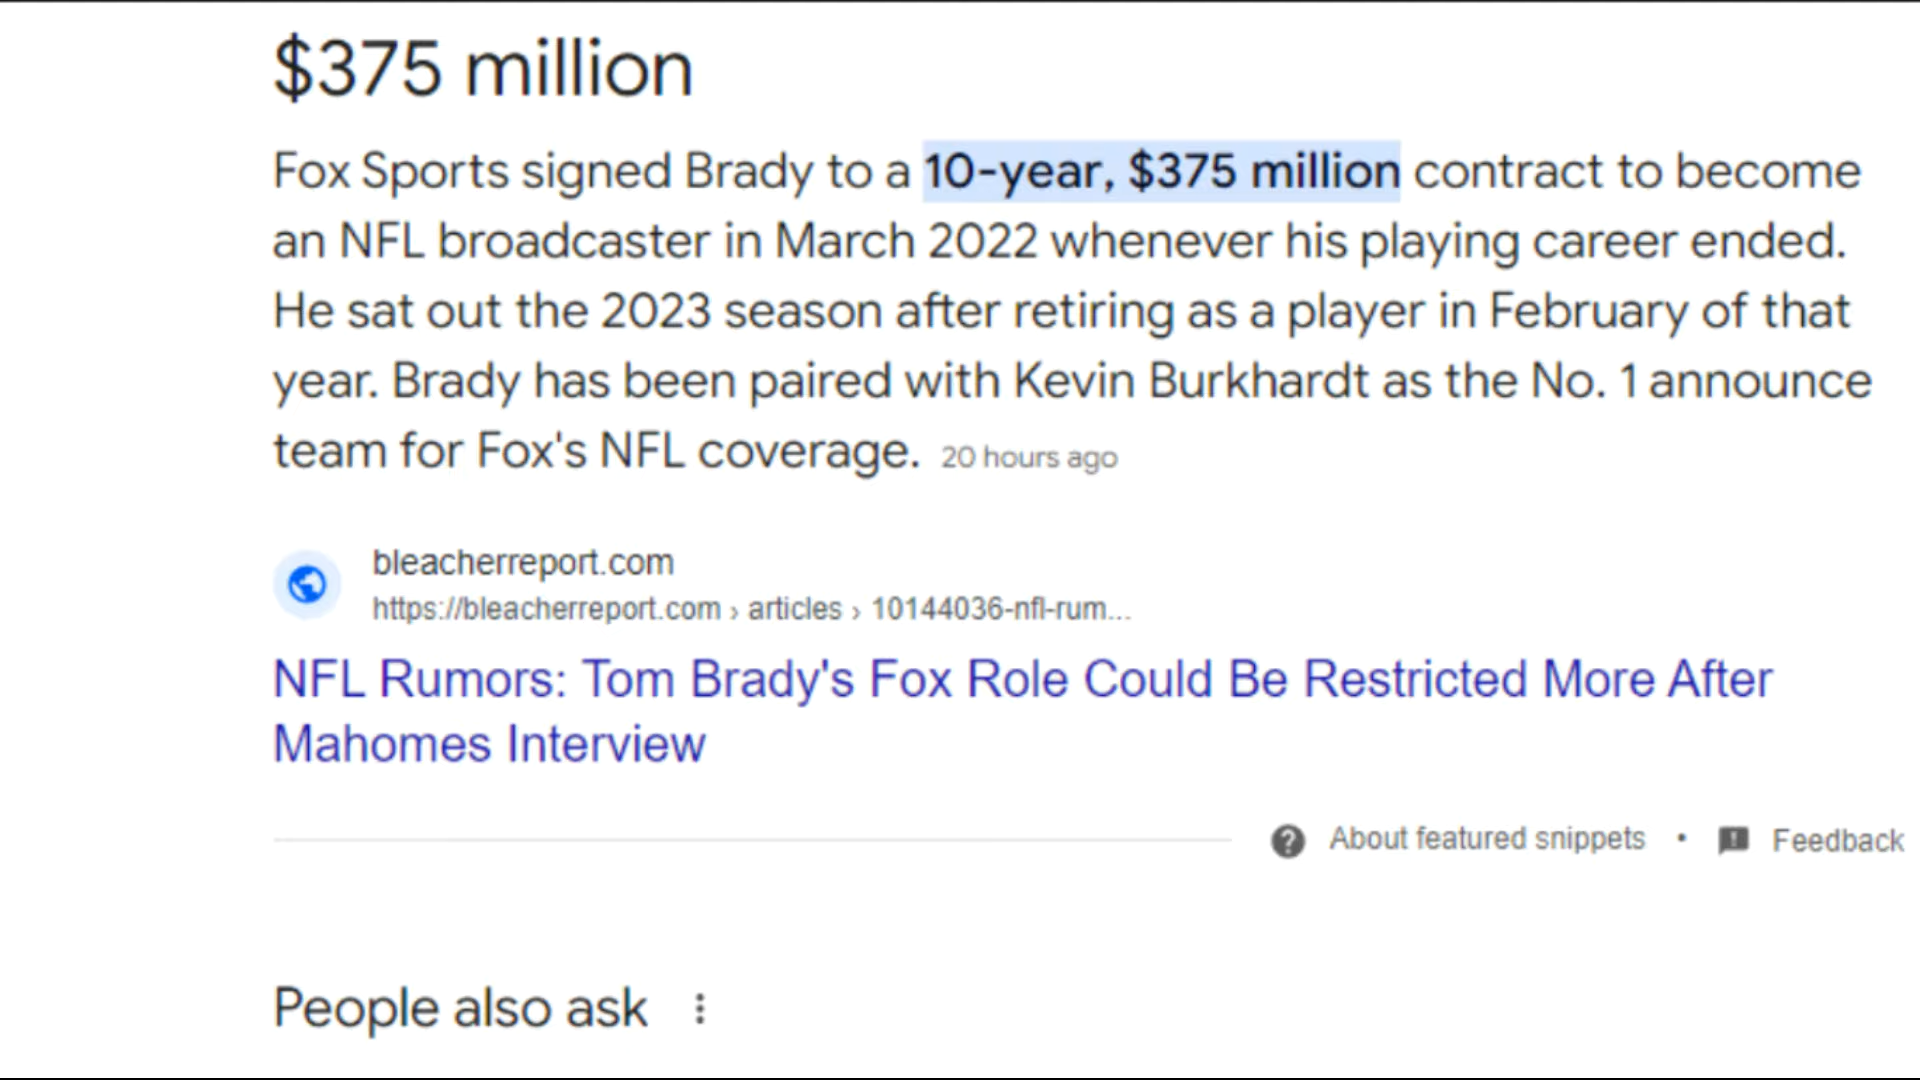 $375 million
Fox Sports signed Brady to a 10-year, $375 million contract to become
an NFL broadcaster in March 2022 whenever his playing career ended.
He sat out the 2023 season after retiring as a player in February of that
year. Brady has been paired with Kevin Burkhardt as the No. 1 announce
team for Fox's NFL coverage. 20 hours ago
bleacherreport.com
https://bleacherreport.com › articles › 10144036-nfl-rum...
NFL Rumors: Tom Brady's Fox Role Could Be Restricted More After
Mahomes Interview
About featured snippets • Feedback
People also ask